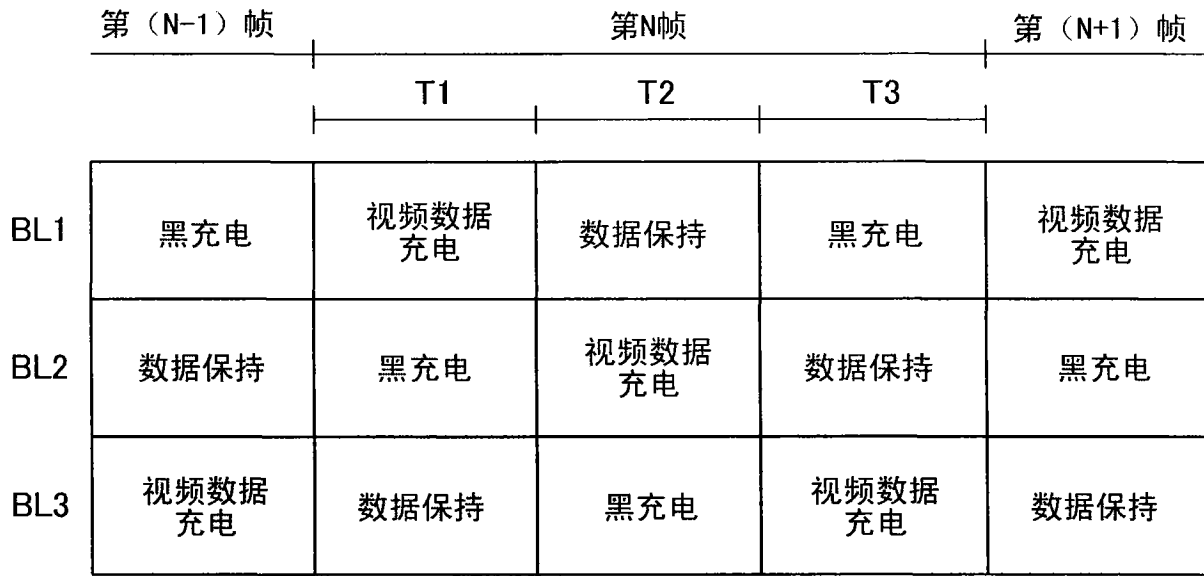 第（N-1）帧 第N帧 第（N+1）帧
T1 T2 T3
BL1 黑充电 视频数据充电 数据保持 黑充电 视频数据充电
BL2 数据保持 黑充电 视频数据充电 数据保持 黑充电
BL3 视频数据充电 数据保持 黑充电 视频数据充电 数据保持